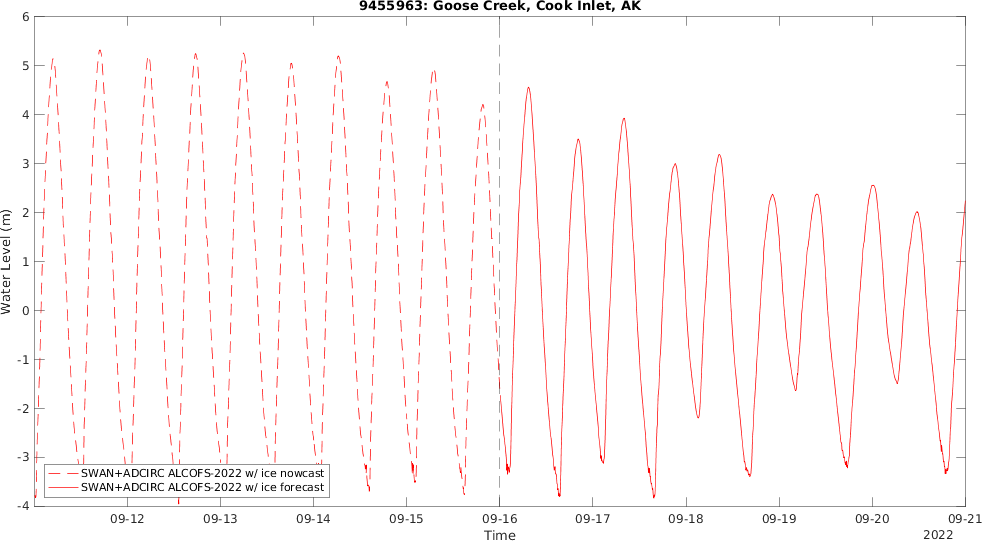 9455963: Goose Creek, Cook Inlet, AK
6
5
4
3
2
1
0
-1
-2
-3
-4
Water Level (m)
SWAN+ADCIRC ALCOFS-2022 w/ ice nowcast
SWAN+ADCIRC ALCOFS-2022 w/ ice forecast
09-12 09-13 09-14 09-15 09-16 09-17 09-18 09-19 09-20 09-21
Time
2022